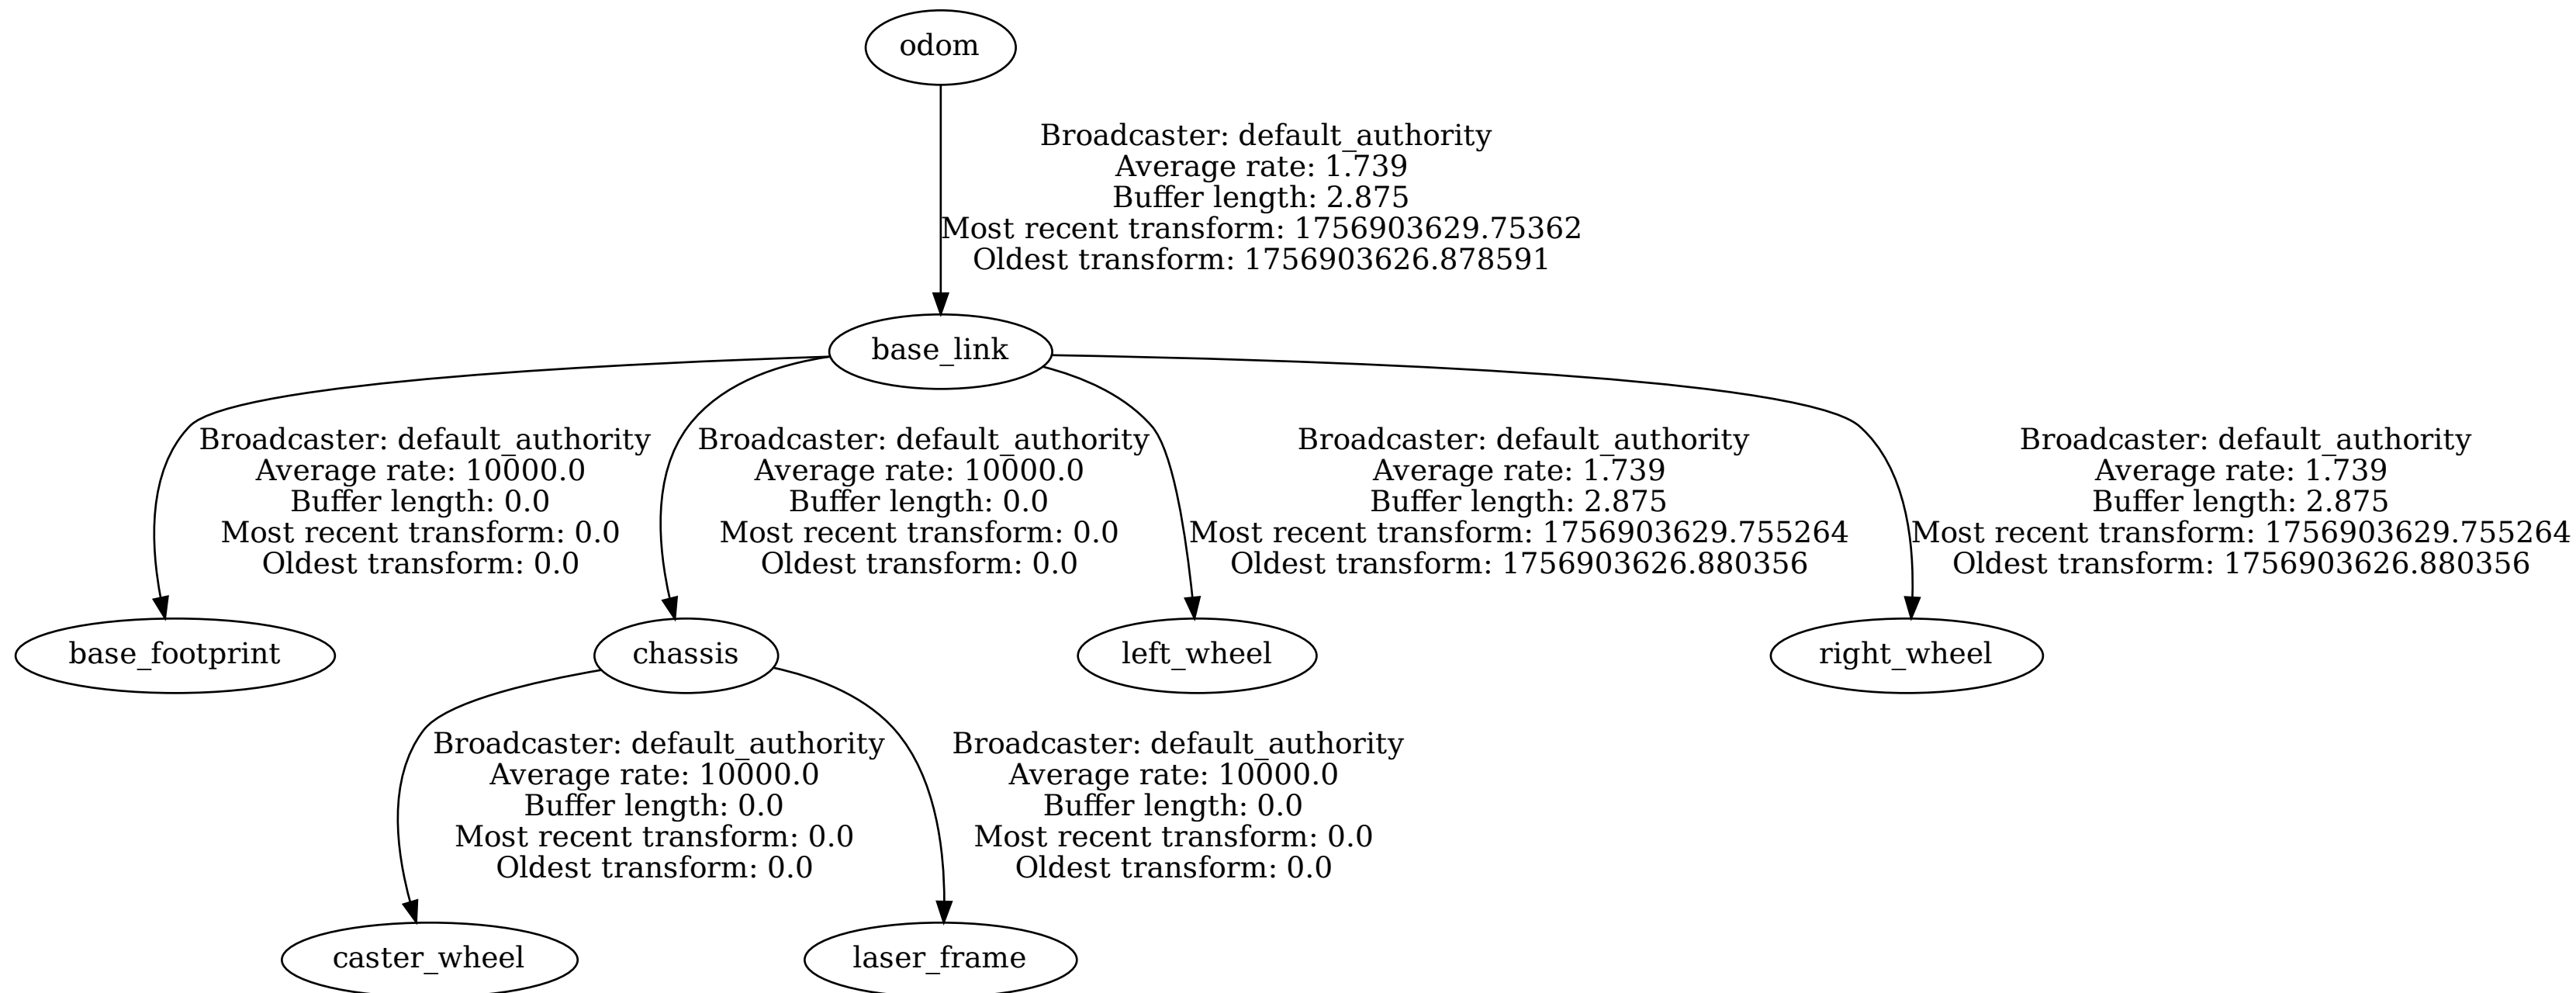 odom
Broadcaster: default_authority
Average rate: 1.739
Buffer length: 2.875
Most recent transform: 1756903629.75362
Oldest transform: 1756903626.878591
base_link
Broadcaster: default_authority
Average rate: 10000.0
Buffer length: 0.0
Most recent transform: 0.0
Oldest transform: 0.0
Broadcaster: default_authority
Average rate: 10000.0
Buffer length: 0.0
Most recent transform: 0.0
Oldest transform: 0.0
Broadcaster: default_authority
Average rate: 1.739
Buffer length: 2.875
Most recent transform: 1756903629.755264
Oldest transform: 1756903626.880356
Broadcaster: default_authority
Average rate: 1.739
Buffer length: 2.875
Most recent transform: 1756903629.755264
Oldest transform: 1756903626.880356
base_footprint
chassis
left_wheel
right_wheel
Broadcaster: default_authority
Average rate: 10000.0
Buffer length: 0.0
Most recent transform: 0.0
Oldest transform: 0.0
Broadcaster: default_authority
Average rate: 10000.0
Buffer length: 0.0
Most recent transform: 0.0
Oldest transform: 0.0
caster_wheel
laser_frame